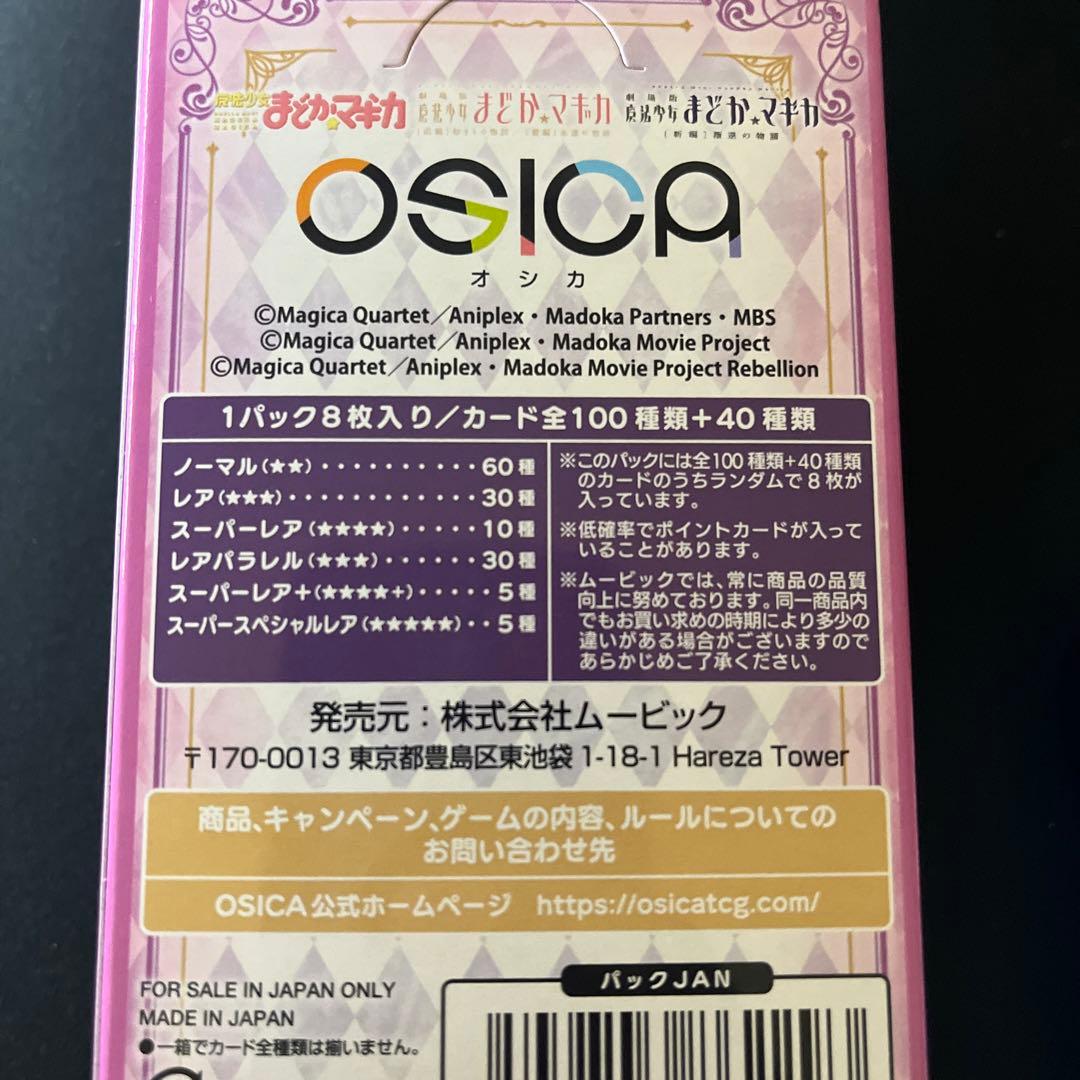 魔法少女まどか☆マギカ 劇場版 魔法少女まどか☆マギカ 劇場版 魔法少女まどか☆マギカ
[新編]叛逆の物語
OSICA
オシカ
©Magica Quartet／Aniplex・Madoka Partners・MBS
©Magica Quartet／Aniplex・Madoka Movie Project
©Magica Quartet／Aniplex・Madoka Movie Project Rebellion
1パック8枚入り／カード全100種類＋40種類
ノーマル(★★)・・・・・・・・・・・60種
レア(★★★)・・・・・・・・・・・・・30種
スーパーレア(★★★★)・・・・・10種
レアパラレル(★★★)・・・・・・30種
スーパーレア＋(★★★★+)・・・・5種
スーパースペシャルレア(★★★★★)・・5種
※このパックには全100種類+40種類
のカードのうちランダムで8枚が
入っています。
※低確率でポイントカードが入って
いることがあります。
※ムービックでは、常に商品の品質
向上に努めております。同一商品内
でもお買い求めの時期により多少の
違いがある場合がございますので
あらかじめご了承ください。
発売元：株式会社ムービック
〒170-0013 東京都豊島区東池袋 1-18-1 Hareza Tower
商品、キャンペーン、ゲームの内容、ルールについての
お問い合わせ先
OSICA公式ホームページ https://osicatcg.com/
FOR SALE IN JAPAN ONLY
MADE IN JAPAN
●一箱でカード全種類は揃いません。
パックJAN